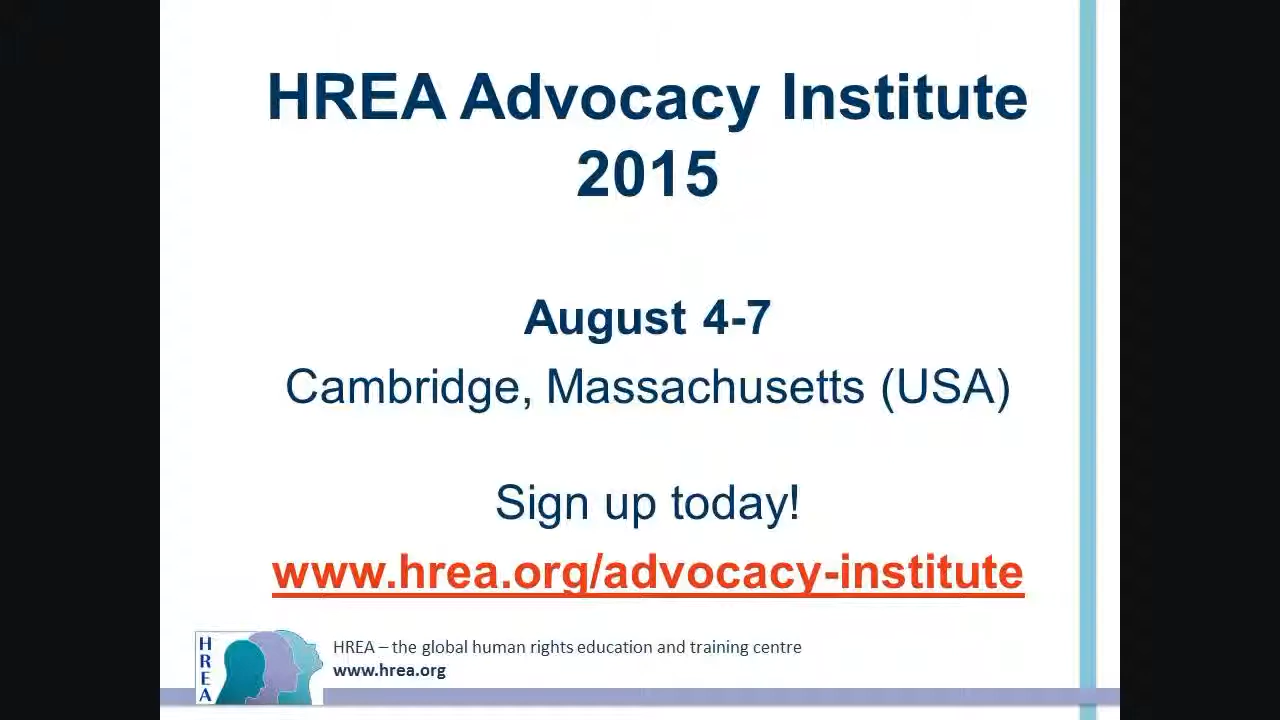 HREA Advocacy Institute
2015
August 4-7
Cambridge, Massachusetts (USA)
Sign up today!
www.hrea.org/advocacy-institute
HREA
HREA – the global human rights education and training centre
www.hrea.org